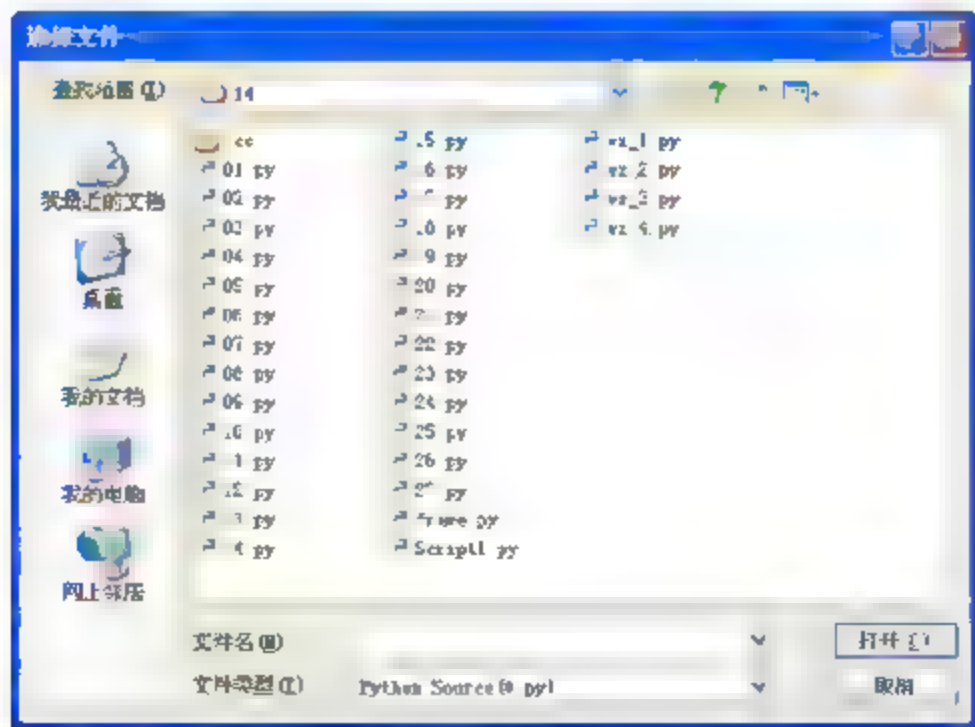 选择文件
查找范围(I) 14
我最近的文档
桌面
我的文档
我的电脑
网上邻居
cc
01 py
02 py
03 py
04 py
05 py
06 py
07 py
08 py
09 py
10 py
12 py
20 py
22 py
23 py
24 py
25 py
26 py
frame py
Script1 py
wx_1 py
wx_2 py
wx_3 py
文件名(N)
文件类型(T) Python Source(* py)
打开
取消